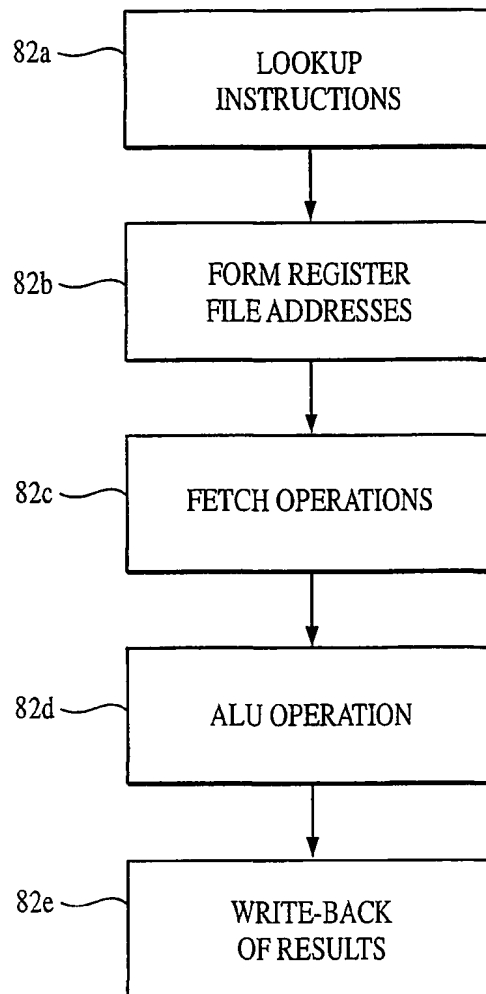 82a
LOOKUP
INSTRUCTIONS
82b
FORM REGISTER
FILE ADDRESSES
82c
FETCH OPERATIONS
82d
ALU OPERATION
82e
WRITE-BACK
OF RESULTS